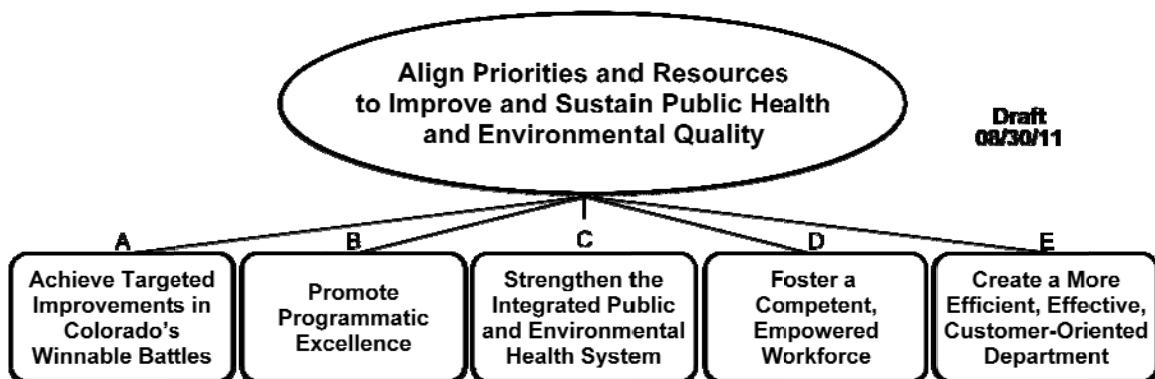 Align Priorities and Resources
to Improve and Sustain Public Health
and Environmental Quality
Draft
08/30/11
A
B
C
D
E
Achieve Targeted
Improvements in
Colorado's
Winnable Battles
Promote
Programmatic
Excellence
Strengthen the
Integrated Public
and Environmental
Health System
Foster a
Competent,
Empowered
Workforce
Create a More
Efficient, Effective,
Customer-Oriented
Department